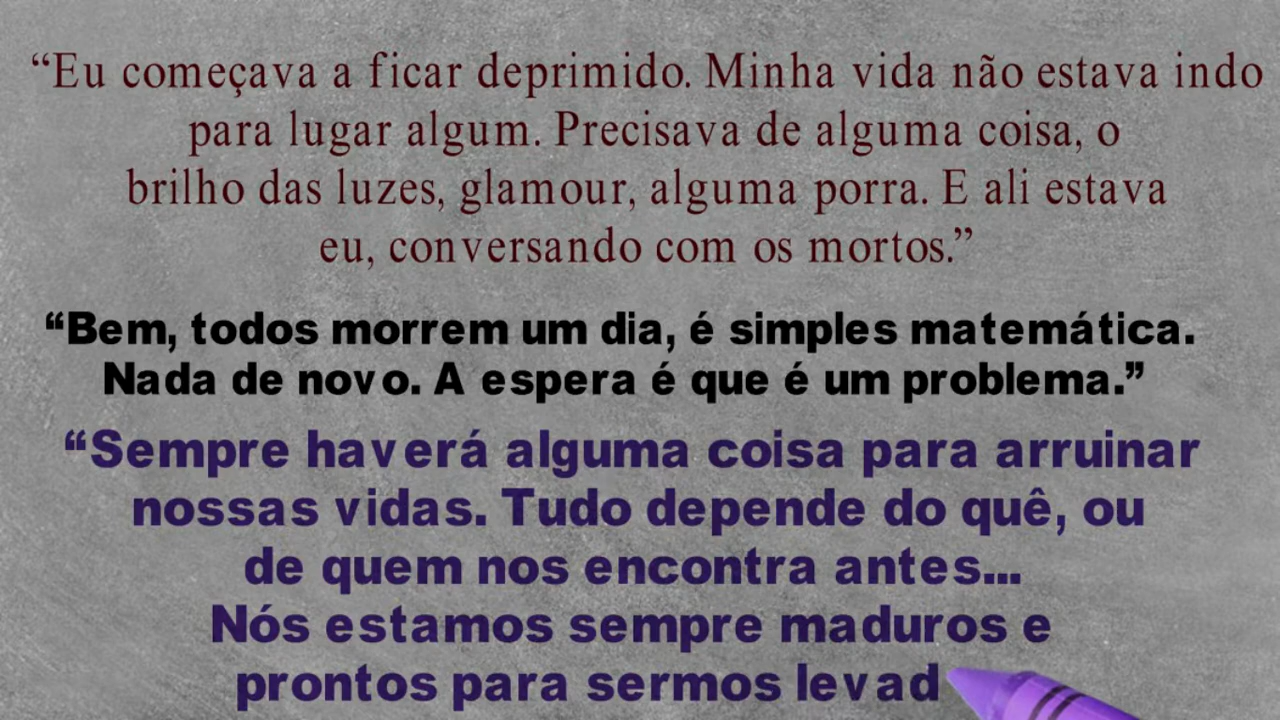 “Eu começava a ficar deprimido. Minha vida não estava indo
para lugar algum. Precisava de alguma coisa, o
brilho das luzes, glamour, alguma porra. E ali estava
eu, conversando com os mortos.”
“Bem, todos morrem um dia, é simples matemática.
Nada de novo. A espera é que é um problema.”
“Sempre haverá alguma coisa para arruinar
nossas vidas. Tudo depende do quê, ou
de quem nos encontra antes...
Nós estamos sempre maduros e
prontos para sermos levad